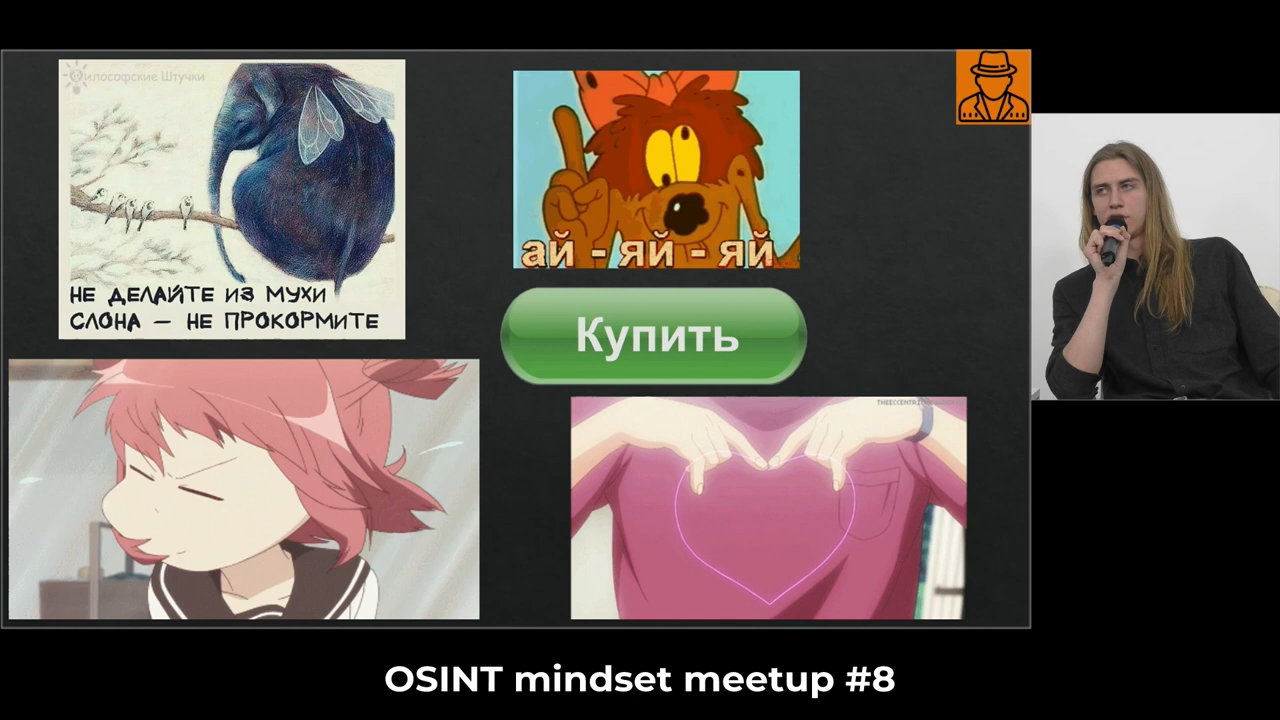 Философские Штучки
НЕ ДЕЛАЙТЕ ИЗ МУХИ
СЛОНА – НЕ ПРОКОРМИТЕ
ай - яй - яй
Купить
OSINT mindset meetup #8